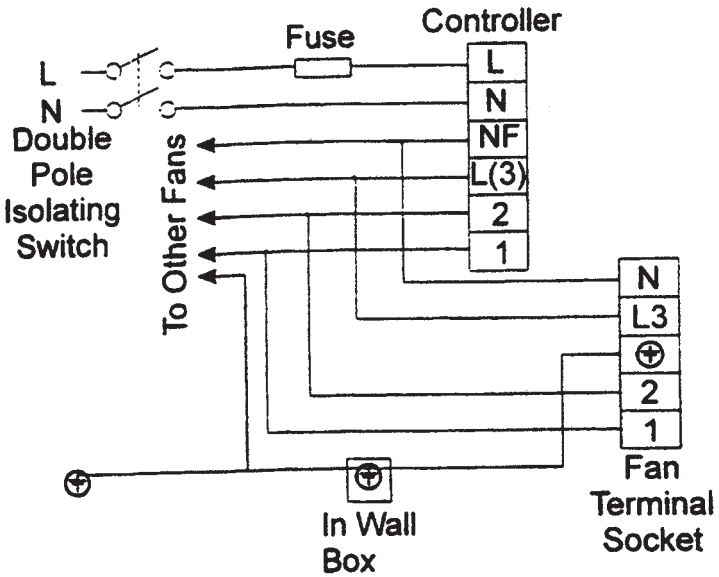 Controller
Fuse
L
L
N
N
NF
L(3)
2
1
Double
Pole
Isolating
Switch
To Other Fans
N
L3
2
1
Fan
Terminal
Socket
In Wall
Box